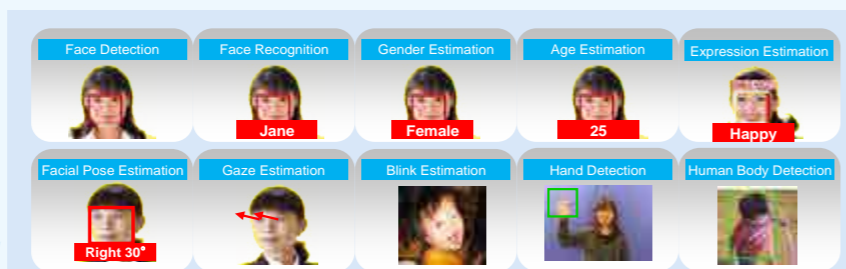 Face Detection
Face Recognition
Gender Estimation
Age Estimation
Expression Estimation
Jane
Female
25
Happy
Facial Pose Estimation
Gaze Estimation
Blink Estimation
Hand Detection
Human Body Detection
Right 30°